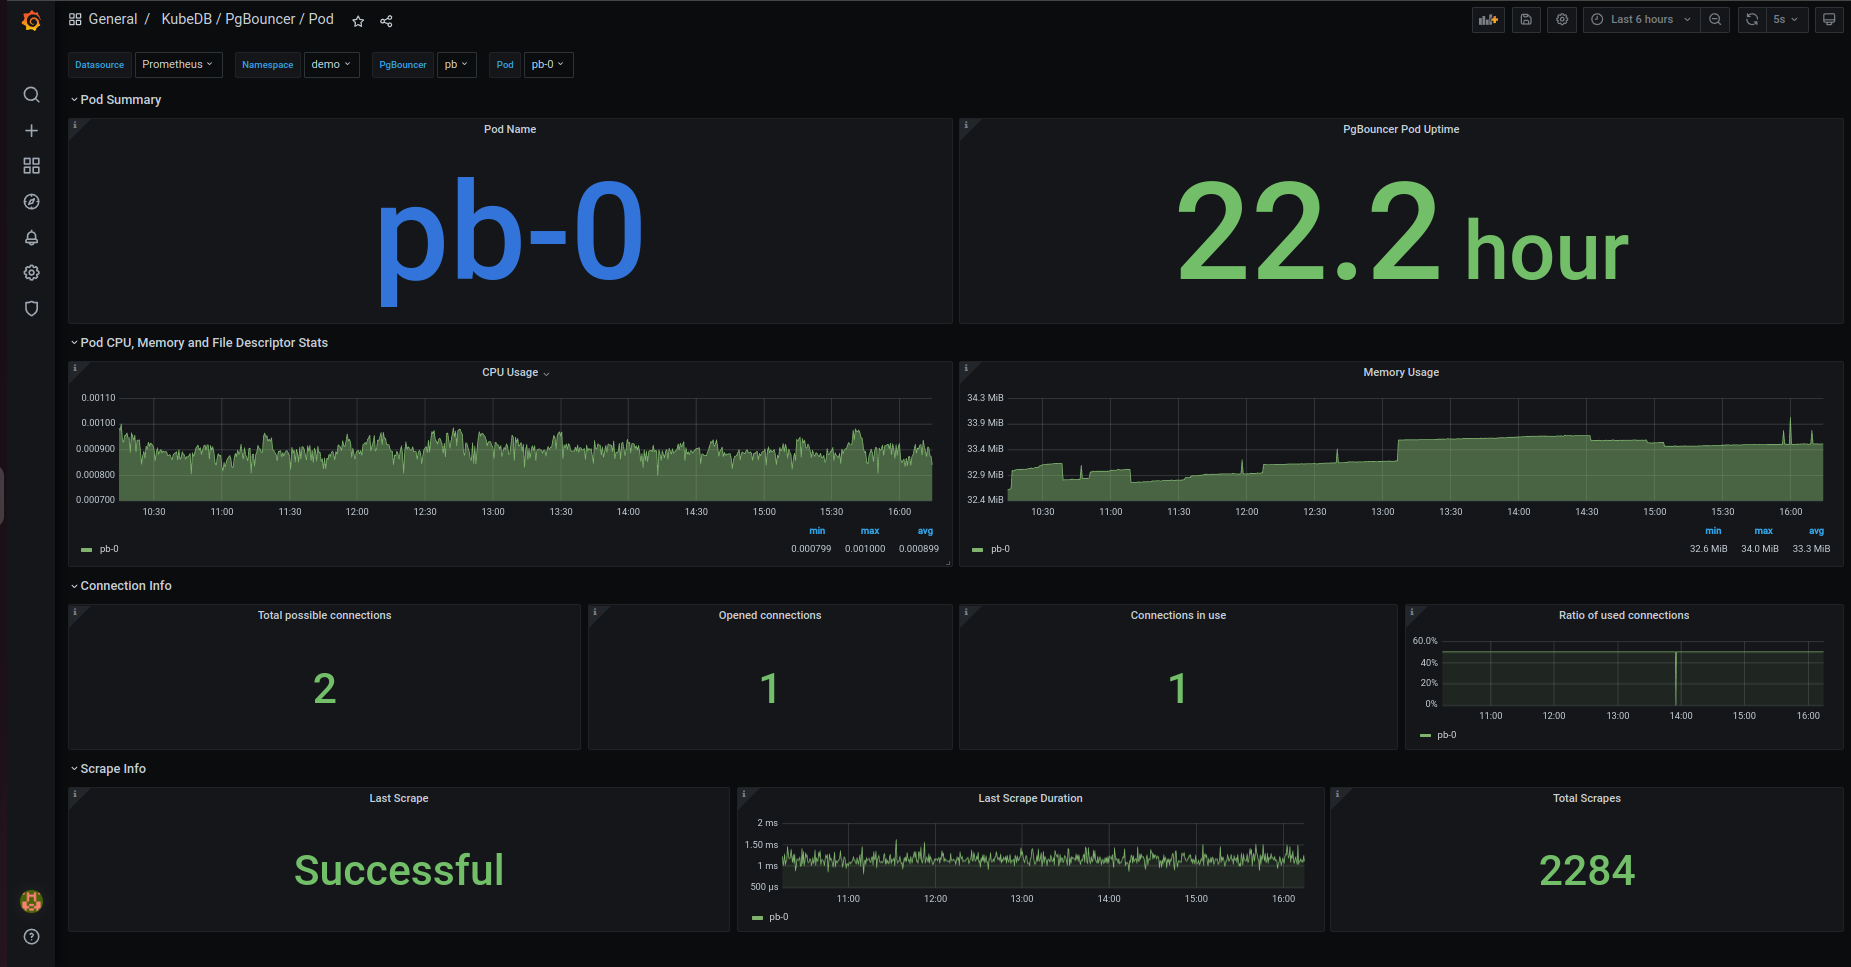 General / KubeDB / PgBouncer / Pod
Last 6 hours
5s
Datasource Prometheus Namespace demo PgBouncer pb Pod pb-0
Pod Summary
Pod Name
pb-0
PgBouncer Pod Uptime
22.2 hour
Pod CPU, Memory and File Descriptor Stats
CPU Usage
0.00110
0.00100
0.000900
0.000800
0.000700
10:30 11:00 11:30 12:00 12:30 13:00 13:30 14:00 14:30 15:00 15:30 16:00
min max avg
pb-0 0.000799 0.001000 0.000899
Memory Usage
34.3 MiB
33.9 MiB
33.4 MiB
32.9 MiB
32.4 MiB
10:30 11:00 11:30 12:00 12:30 13:00 13:30 14:00 14:30 15:00 15:30 16:00
min max avg
pb-0 32.6 MiB 34.0 MiB 33.3 MiB
Connection Info
Total possible connections
2
Opened connections
1
Connections in use
1
Ratio of used connections
60.0%
40%
20%
0%
11:00 12:00 13:00 14:00 15:00 16:00
pb-0
Scrape Info
Last Scrape
Successful
Last Scrape Duration
2 ms
1.50 ms
1 ms
500 µs
11:00 12:00 13:00 14:00 15:00 16:00
pb-0
Total Scrapes
2284